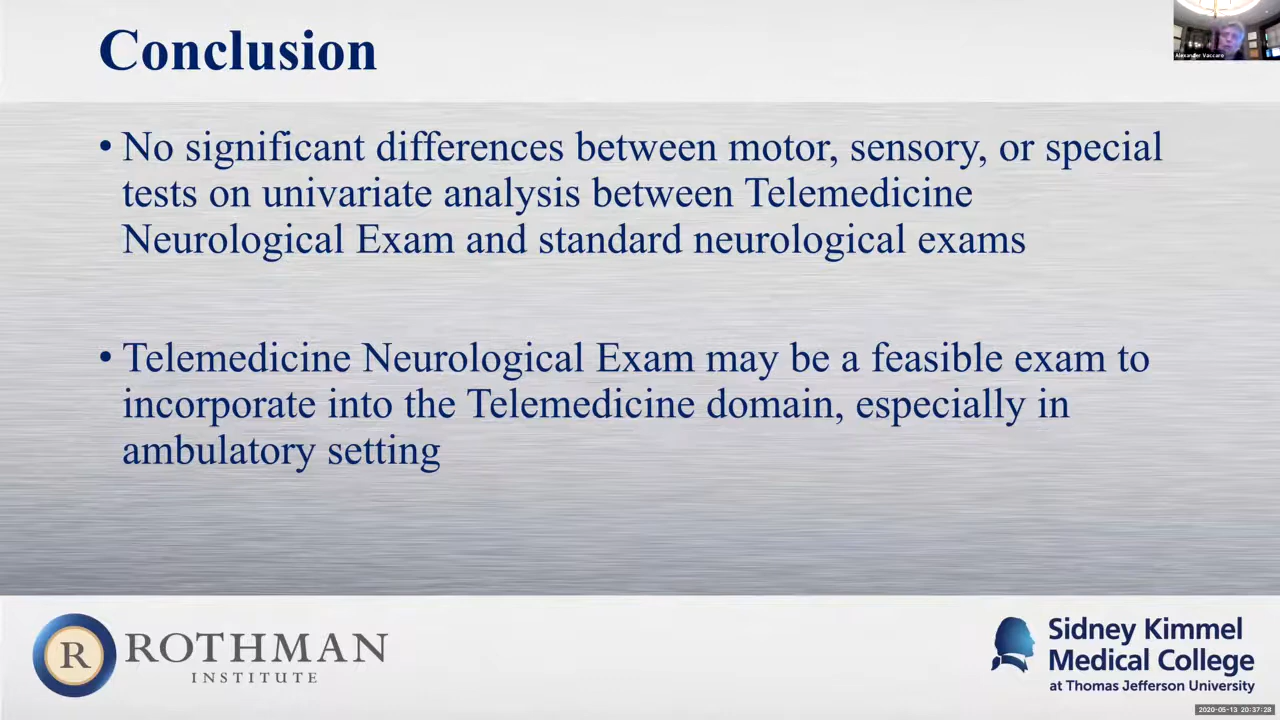 Conclusion
Alexander Vaccaro
• No significant differences between motor, sensory, or special
tests on univariate analysis between Telemedicine
Neurological Exam and standard neurological exams
• Telemedicine Neurological Exam may be a feasible exam to
incorporate into the Telemedicine domain, especially in
ambulatory setting
R
ROTHMAN
INSTITUTE
Sidney Kimmel
Medical College
at Thomas Jefferson University
2020-05-13 20:37:28